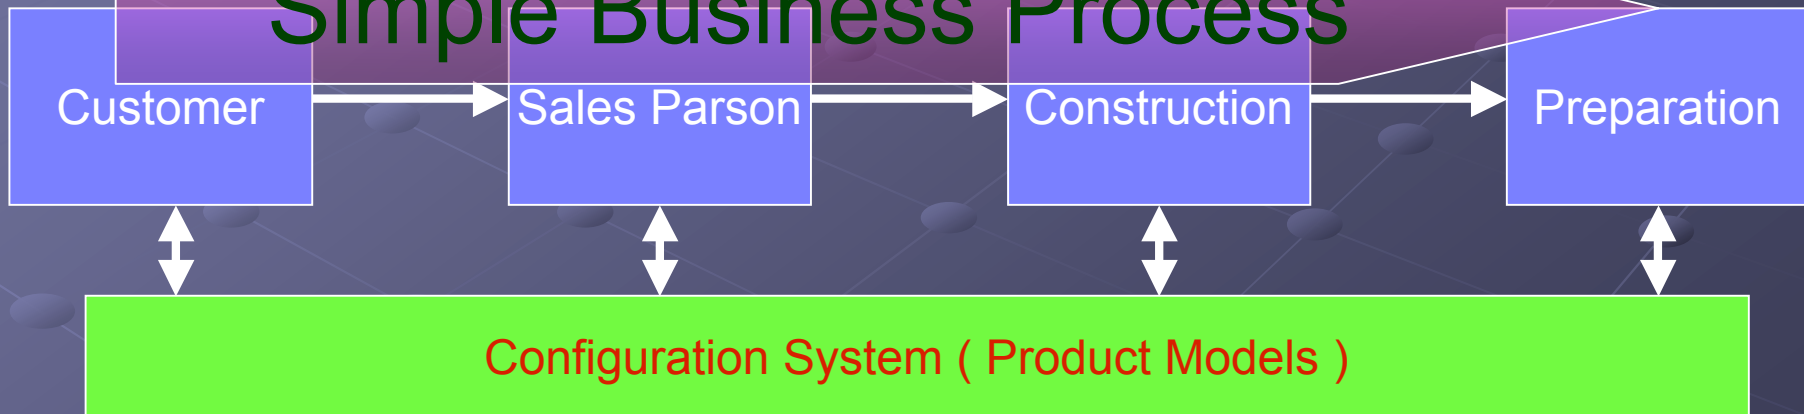 Simple Business Process
Customer
Sales Parson
Construction
Preparation
Configuration System ( Product Models )